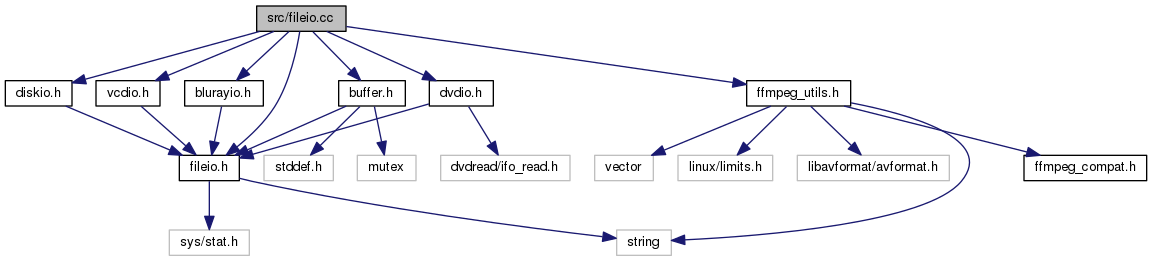 src/fileio.cc
diskio.h
vcdio.h
blurayio.h
buffer.h
dvdio.h
ffmpeg_utils.h
fileio.h
stddef.h
mutex
dvdread/ifo_read.h
vector
linux/limits.h
libavformat/avformat.h
ffmpeg_compat.h
sys/stat.h
string